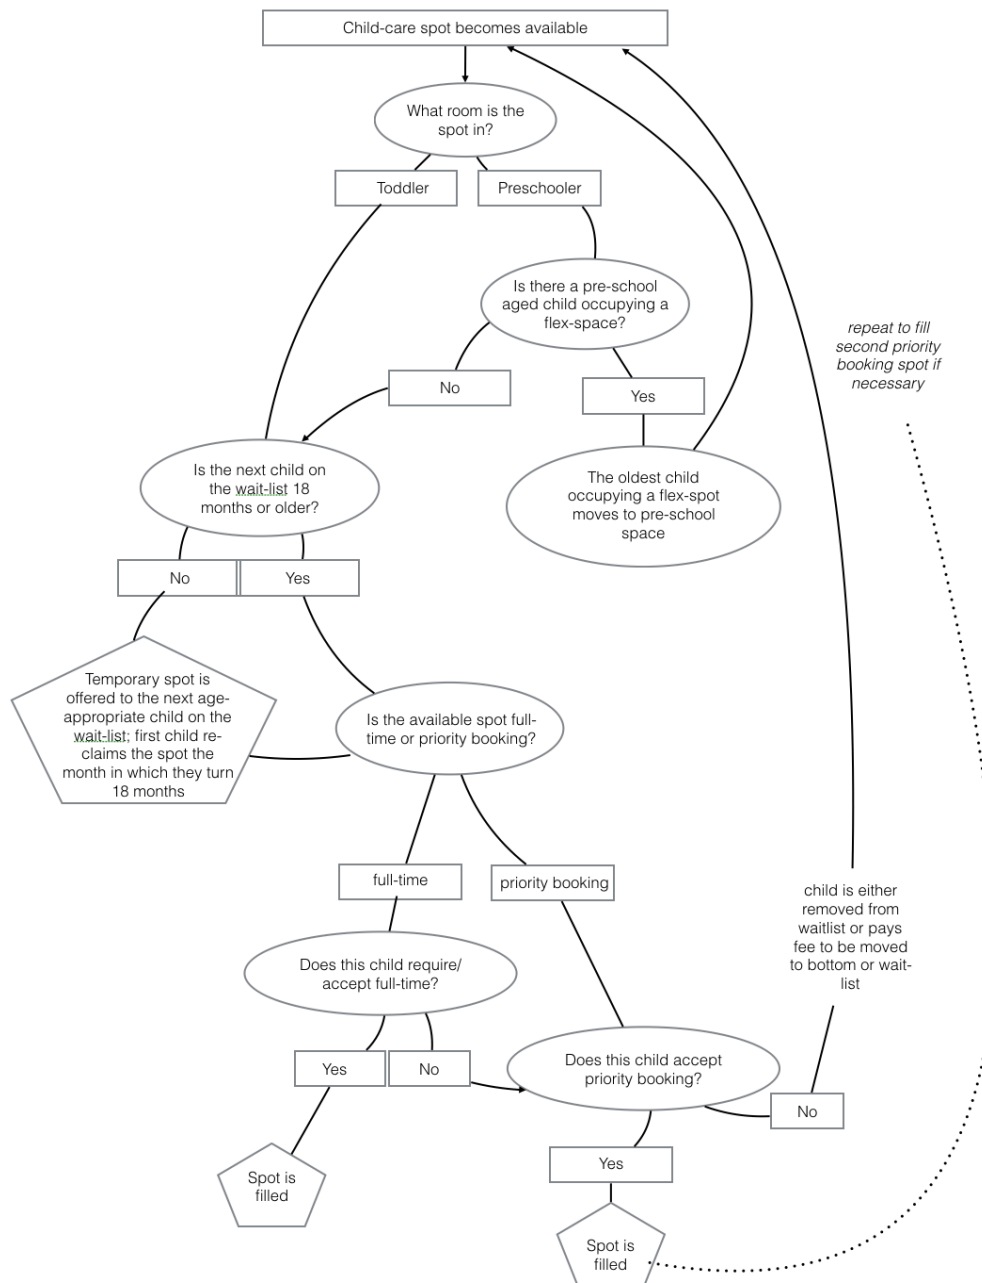 Child-care spot becomes available
What room is the
spot in?
Toddler
Preschooler
Is there a pre-school
aged child occupying a
flex-space?
repeat to fill
second priority
booking spot if
necessary
No
Yes
Is the next child on
the wait-list 18
months or older?
The oldest child
occupying a flex-spot
moves to pre-school
space
No
Yes
Temporary spot is
offered to the next age-
appropriate child on the
wait-list; first child re-
claims the spot the
month in which they turn
18 months
Is the available spot full-
time or priority booking?
full-time
priority booking
child is either
removed from
waitlist or pays
fee to be moved
to bottom or wait-
list
Does this child require/
accept full-time?
Does this child accept
priority booking?
Yes
No
No
Yes
Spot is
filled
Spot is
filled